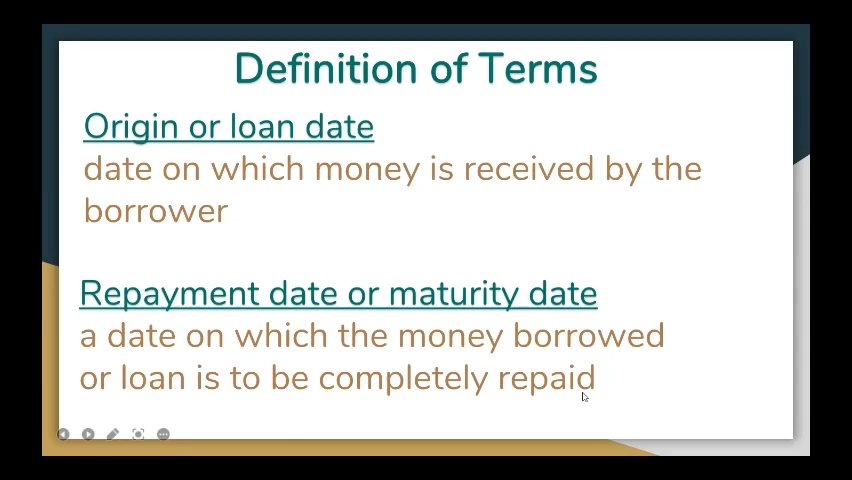 Definition of Terms
Origin or loan date
date on which money is received by the
borrower
Repayment date or maturity date
a date on which the money borrowed
or loan is to be completely repaid